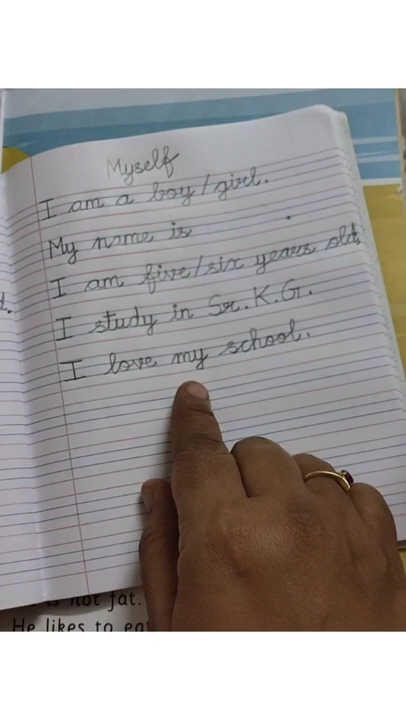 Myself
I am a boy/girl.
My name is .
I am five/six years old.
I study in Sr.K.G.
I love my school.
is not fat.
He likes to eat